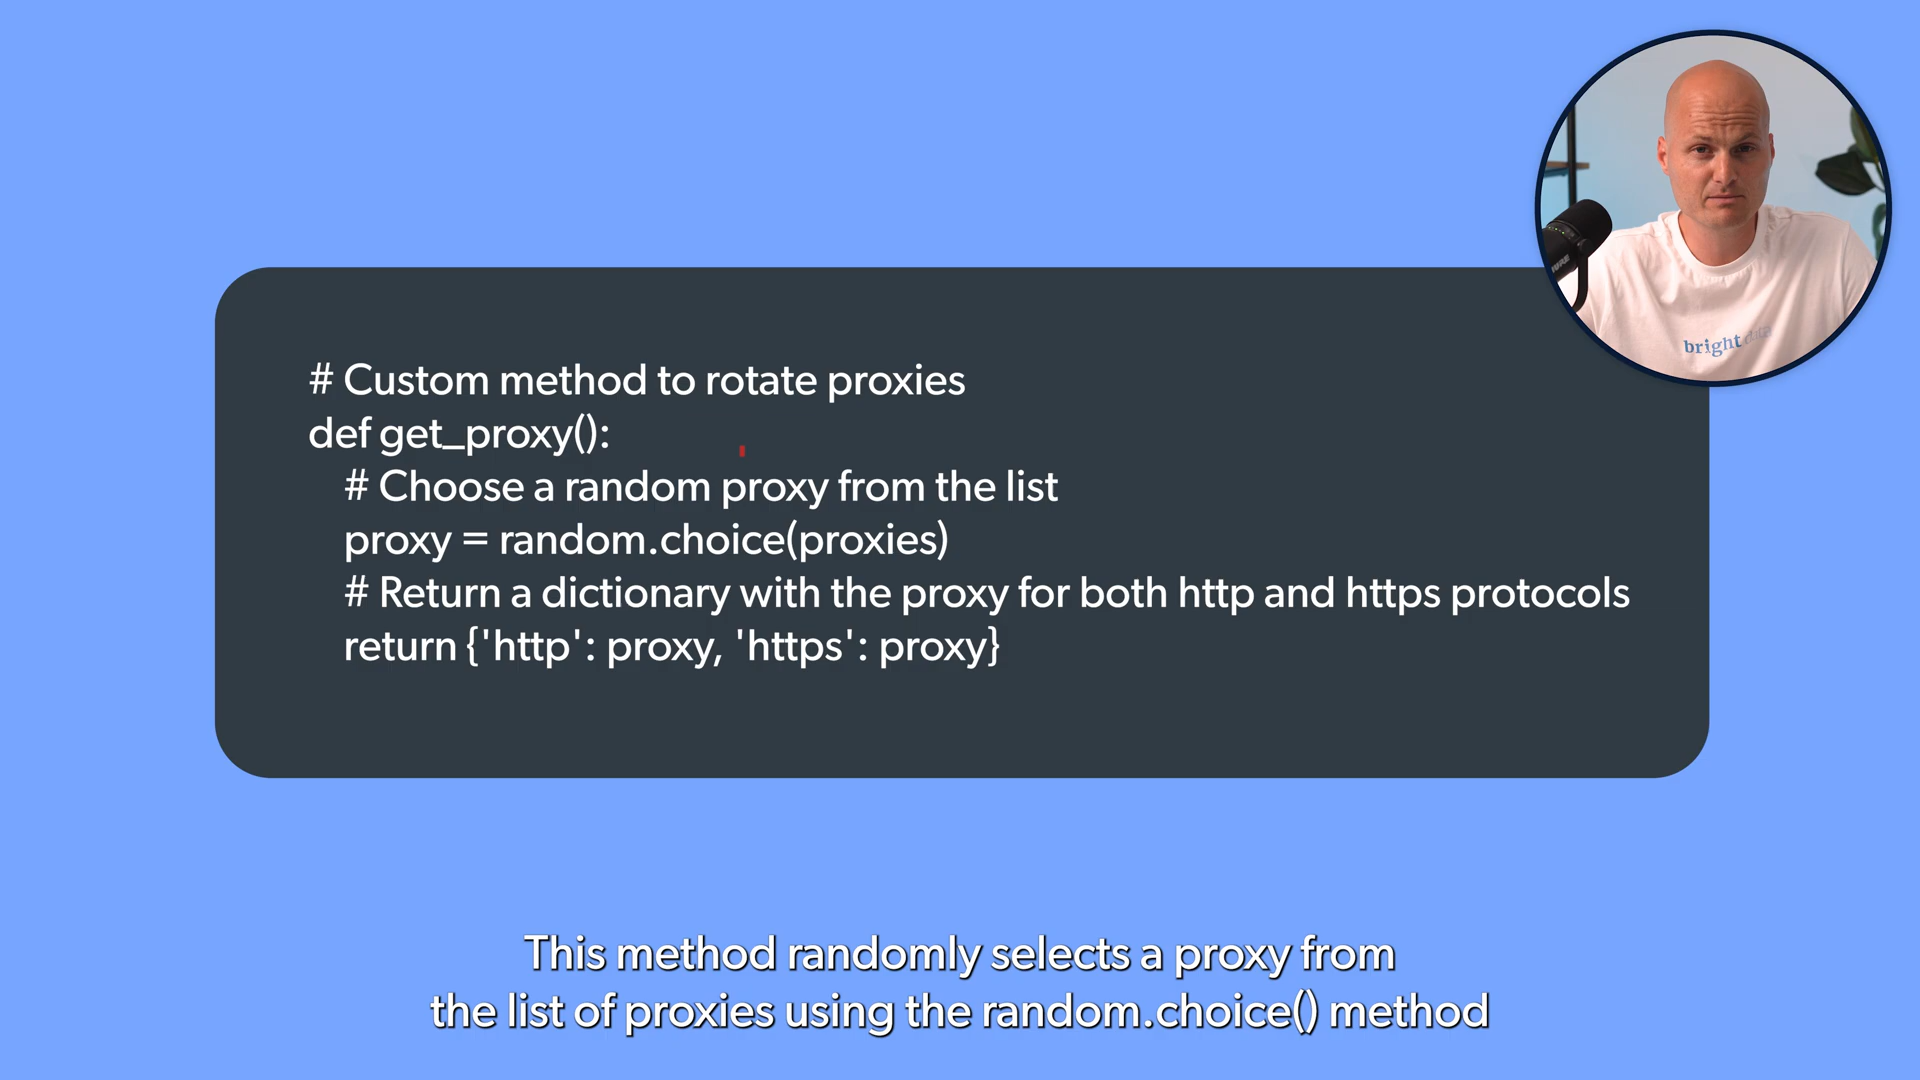 # Custom method to rotate proxies
def get_proxy():
    # Choose a random proxy from the list
    proxy = random.choice(proxies)
    # Return a dictionary with the proxy for both http and https protocols
    return {'http': proxy, 'https': proxy}
bright data
This method randomly selects a proxy from
the list of proxies using the random.choice() method